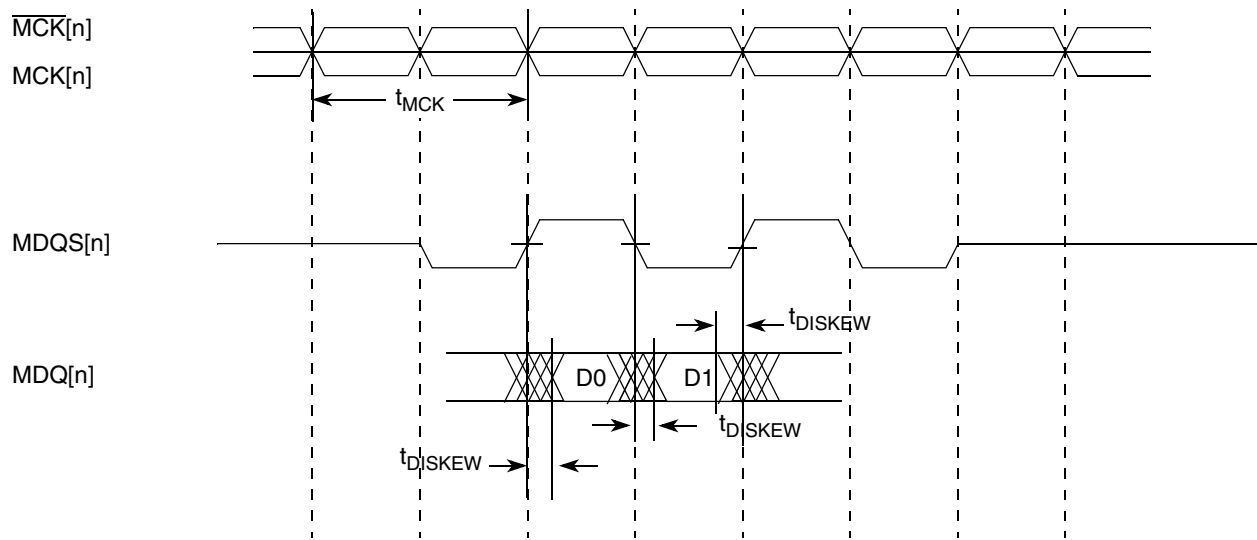 MCK[n]
MCK[n]
tMCK
MDQS[n]
tDISKEW
MDQ[n]
D0
D1
tDISKEW
tDISKEW